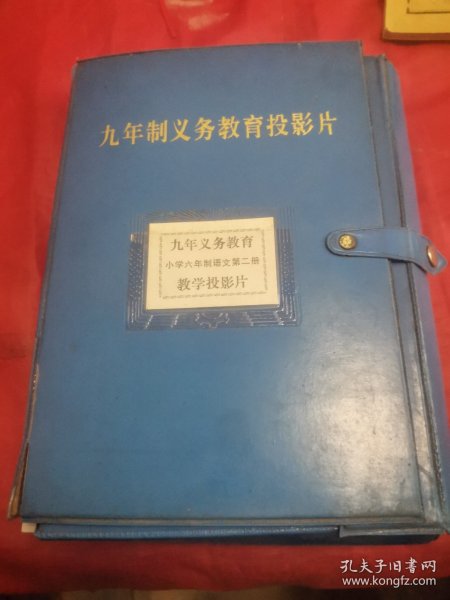 九年制义务教育投影片
九年义务教育
小学六年制语文第二册
教学投影片
孔夫子旧书网
www.kongfz.com